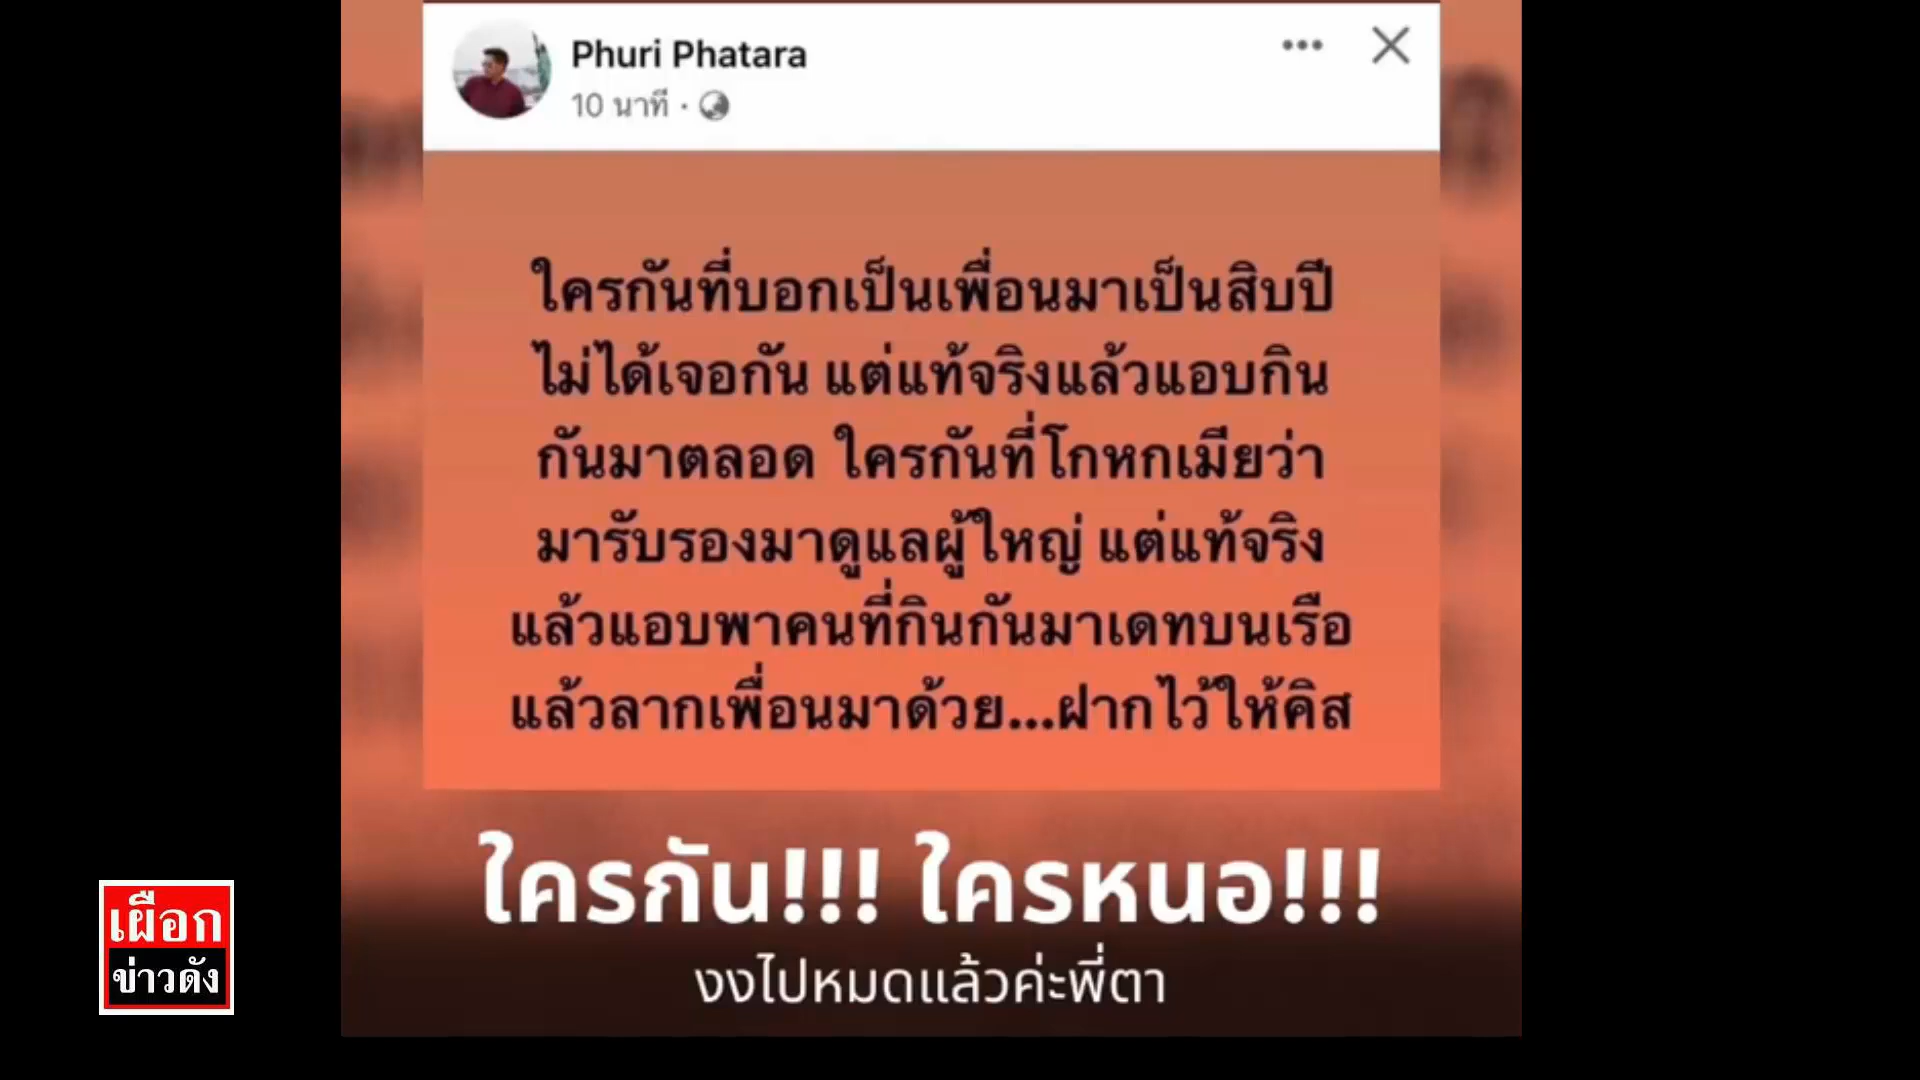 Phuri Phatara
10 นาที ·
ใครกันที่บอกเป็นเพื่อนมาเป็นสิบปี
ไม่ได้เจอกัน แต่แท้จริงแล้วแอบกิน
กันมาตลอด ใครกันที่โกหกเมียว่า
มารับรองมาดูแลผู้ใหญ่ แต่แท้จริง
แล้วแอบพาคนที่กินกันมาเดทบนเรือ
แล้วลากเพื่อนมาด้วย...ฝากไว้ให้คิส
ใครกัน!!! ใครหนอ!!!
งงไปหมดแล้วค่ะพี่ตา
เผือก
ข่าวดัง